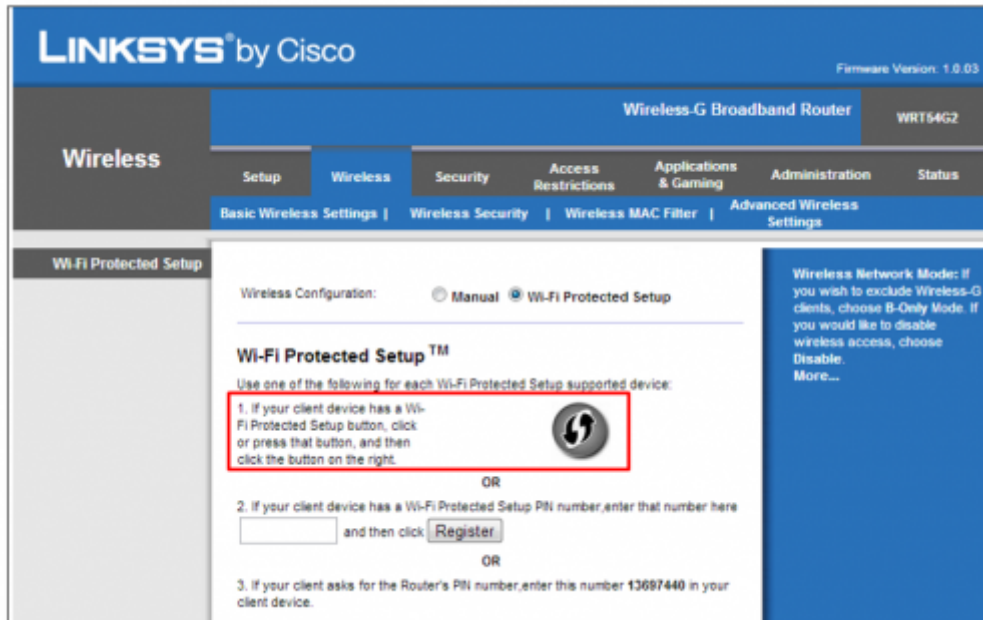 LINKSYS® by Cisco
Firmware Version: 1.0.03
Wireless-G Broadband Router
WRT54G2
Wireless
Setup
Wireless
Security
Access
Restrictions
Applications
& Gaming
Administration
Status
Basic Wireless Settings |
Wireless Security |
Wireless MAC Filter |
Advanced Wireless
Settings
Wi-Fi Protected Setup
Wireless Configuration:
Manual
Wi-Fi Protected Setup
Wi-Fi Protected Setup TM
Use one of the following for each Wi-Fi Protected Setup supported device:
1. If your client device has a Wi-
Fi Protected Setup button, click
or press that button, and then
click the button on the right.
OR
2. If your client device has a Wi-Fi Protected Setup PIN number,enter that number here
and then click Register
OR
3. If your client asks for the Router's PIN number,enter this number 13697440 in your
client device.
Wireless Network Mode: If
you wish to exclude Wireless-G
clients, choose B-Only Mode. If
you would like to disable
wireless access, choose
Disable.
More...